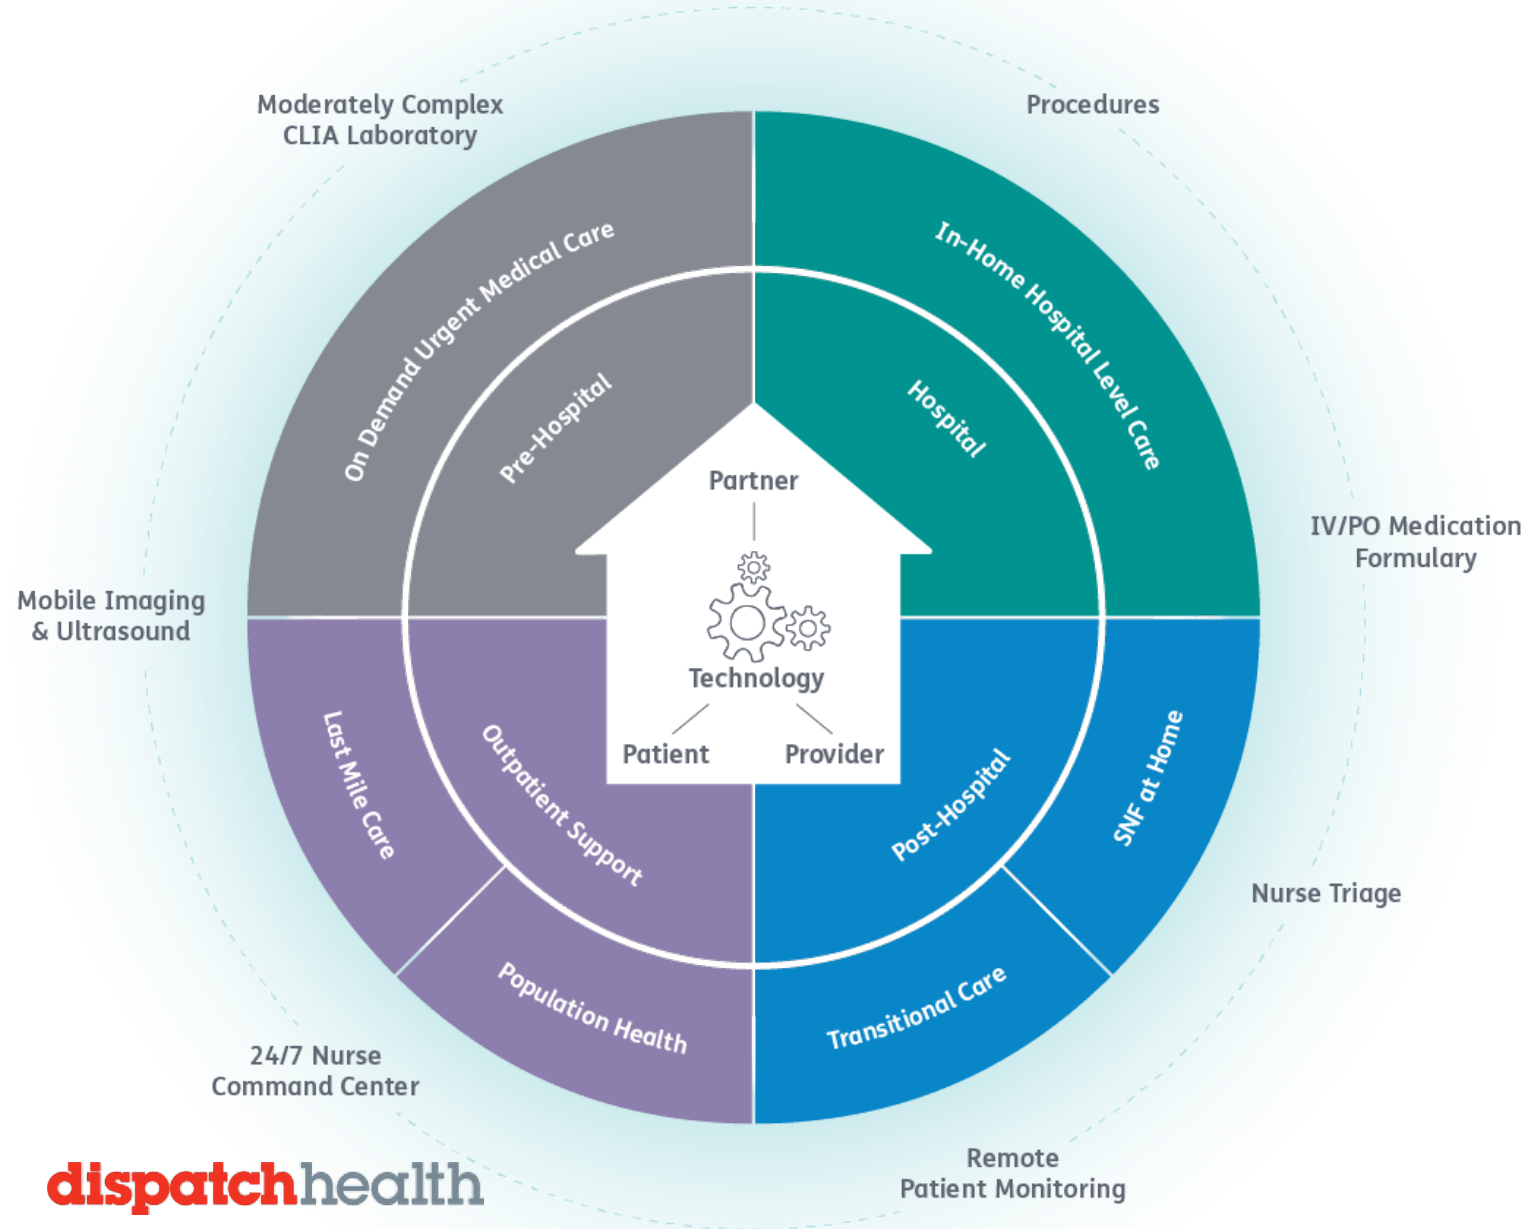 Moderately Complex
CLIA Laboratory
Procedures
On Demand Urgent Medical Care
In-Home Hospital Level Care
Pre-Hospital
Hospital
Partner
Technology
Patient
Provider
IV/PO Medication
Formulary
Mobile Imaging
& Ultrasound
Last Mile Care
Outpatient Support
Post-Hospital
SNF at Home
Population Health
Transitional Care
Nurse Triage
24/7 Nurse
Command Center
Remote
Patient Monitoring
dispatchhealth